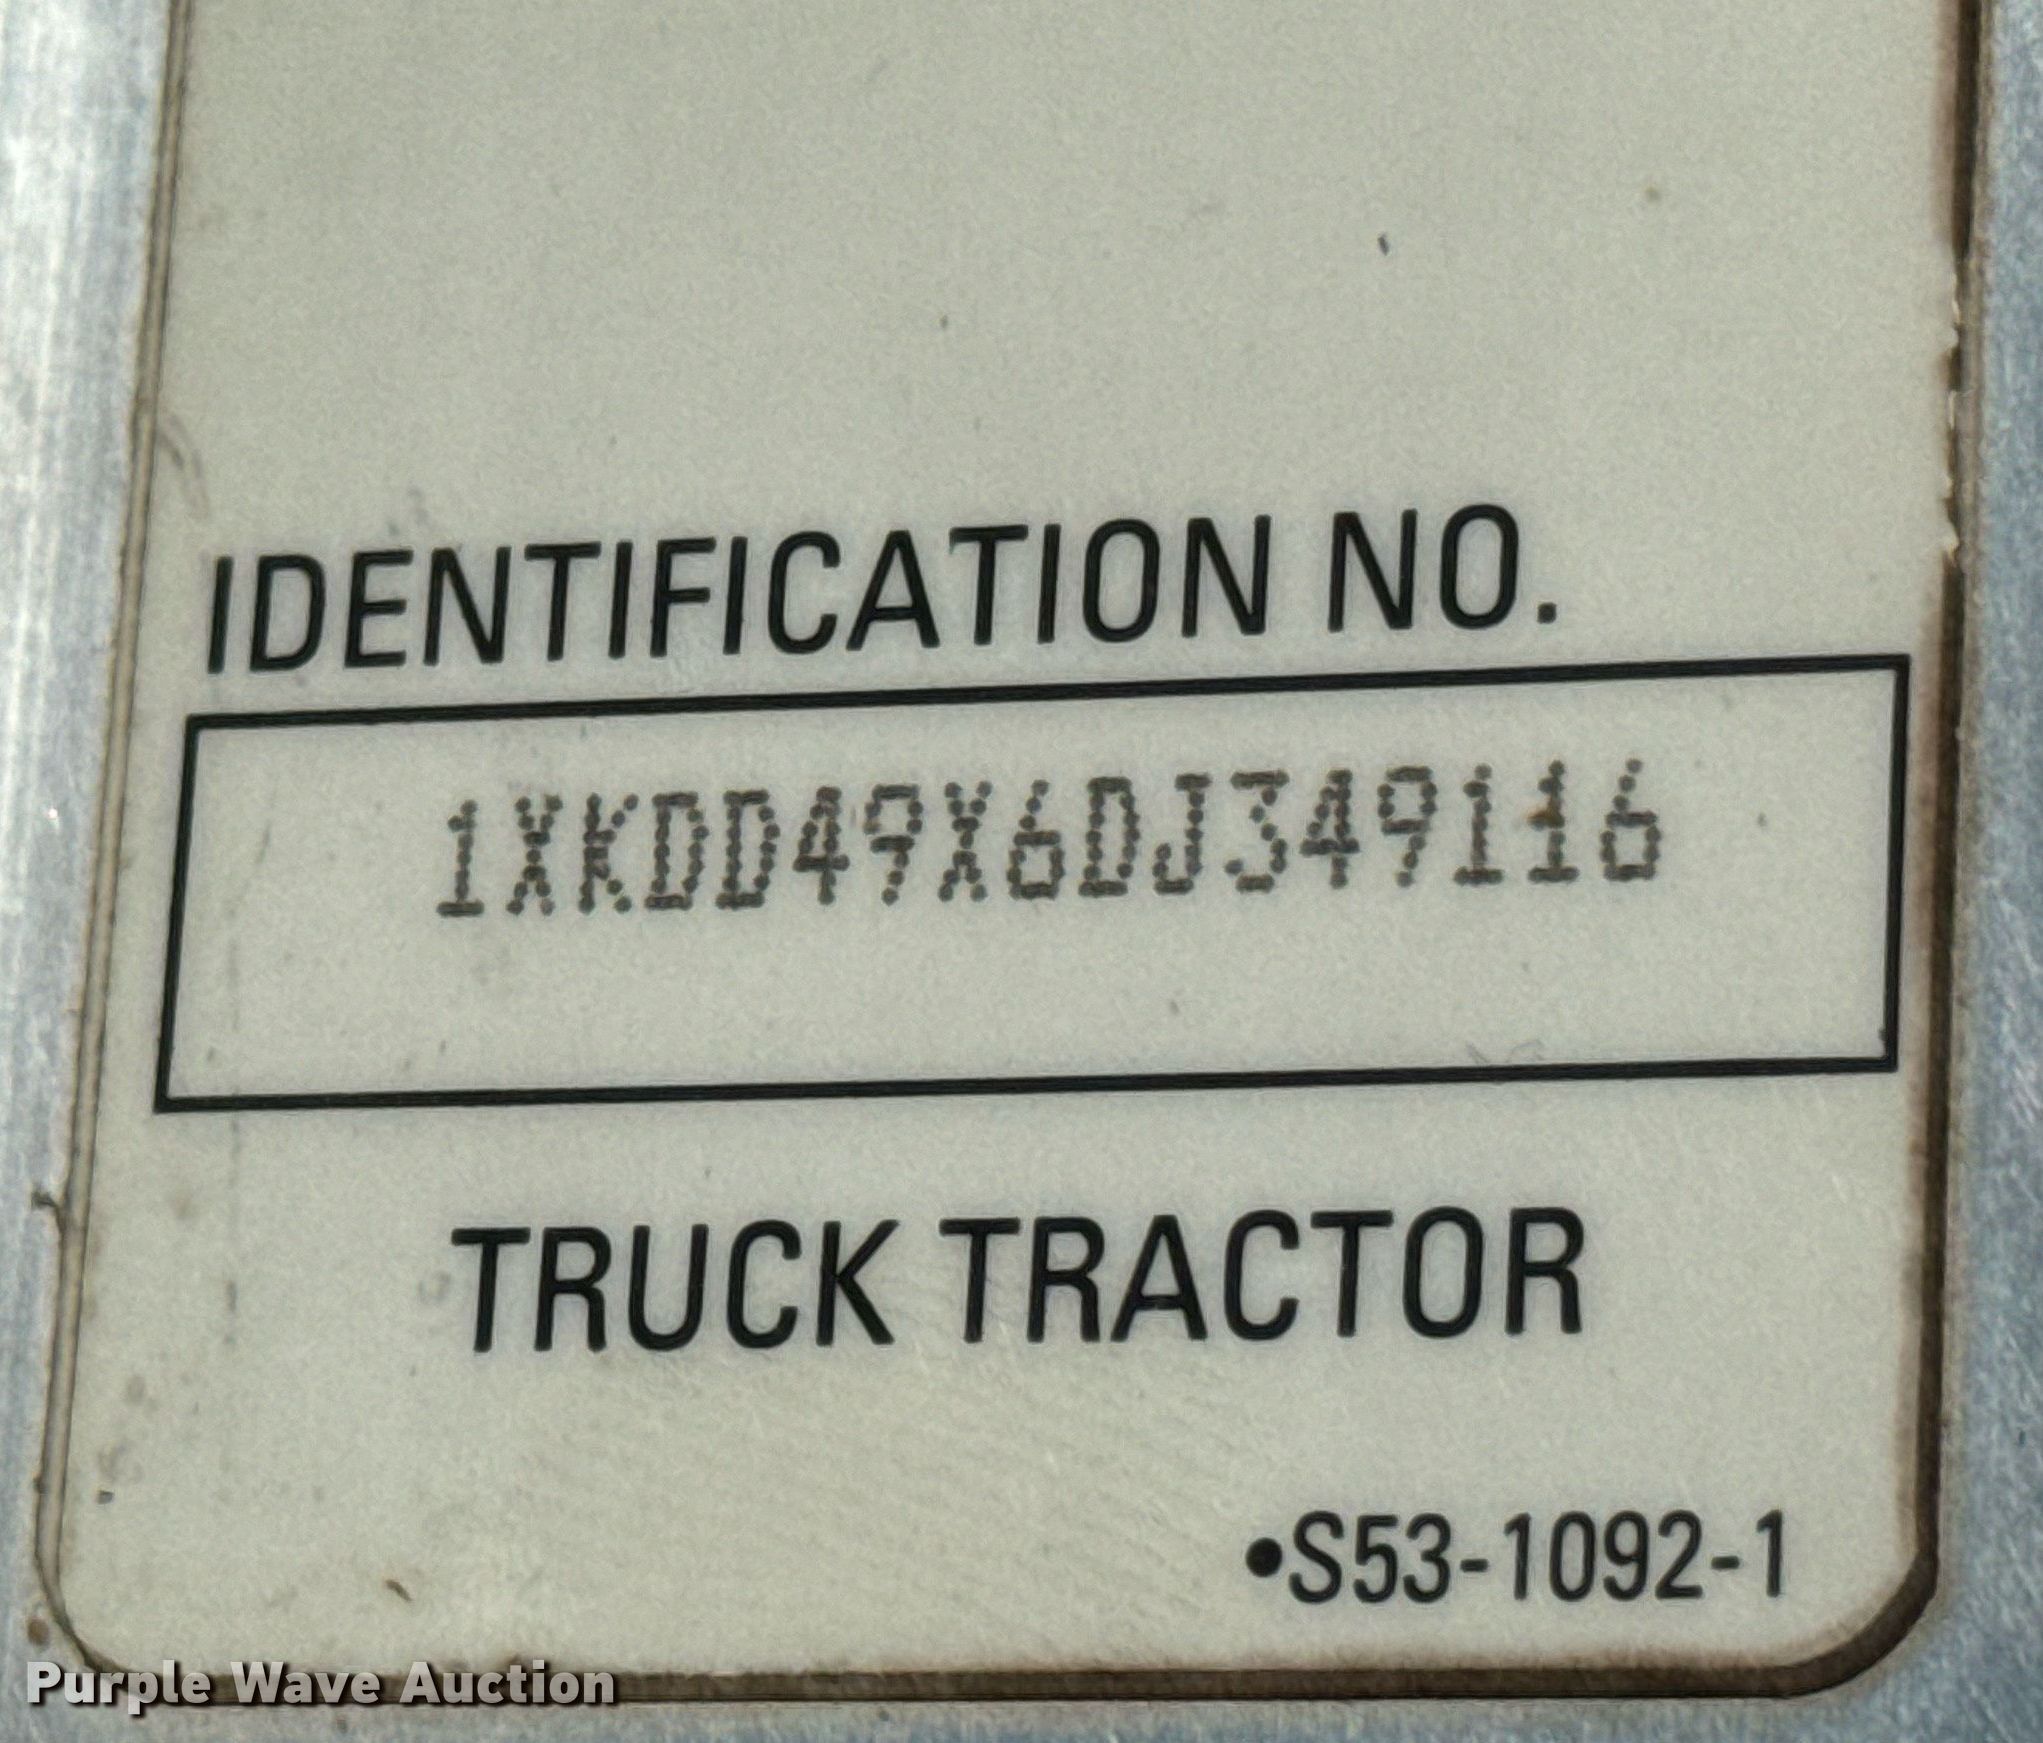 IDENTIFICATION NO.
1XKDD49X6DJ349116
TRUCK TRACTOR
•S53-1092-1
Purple Wave Auction